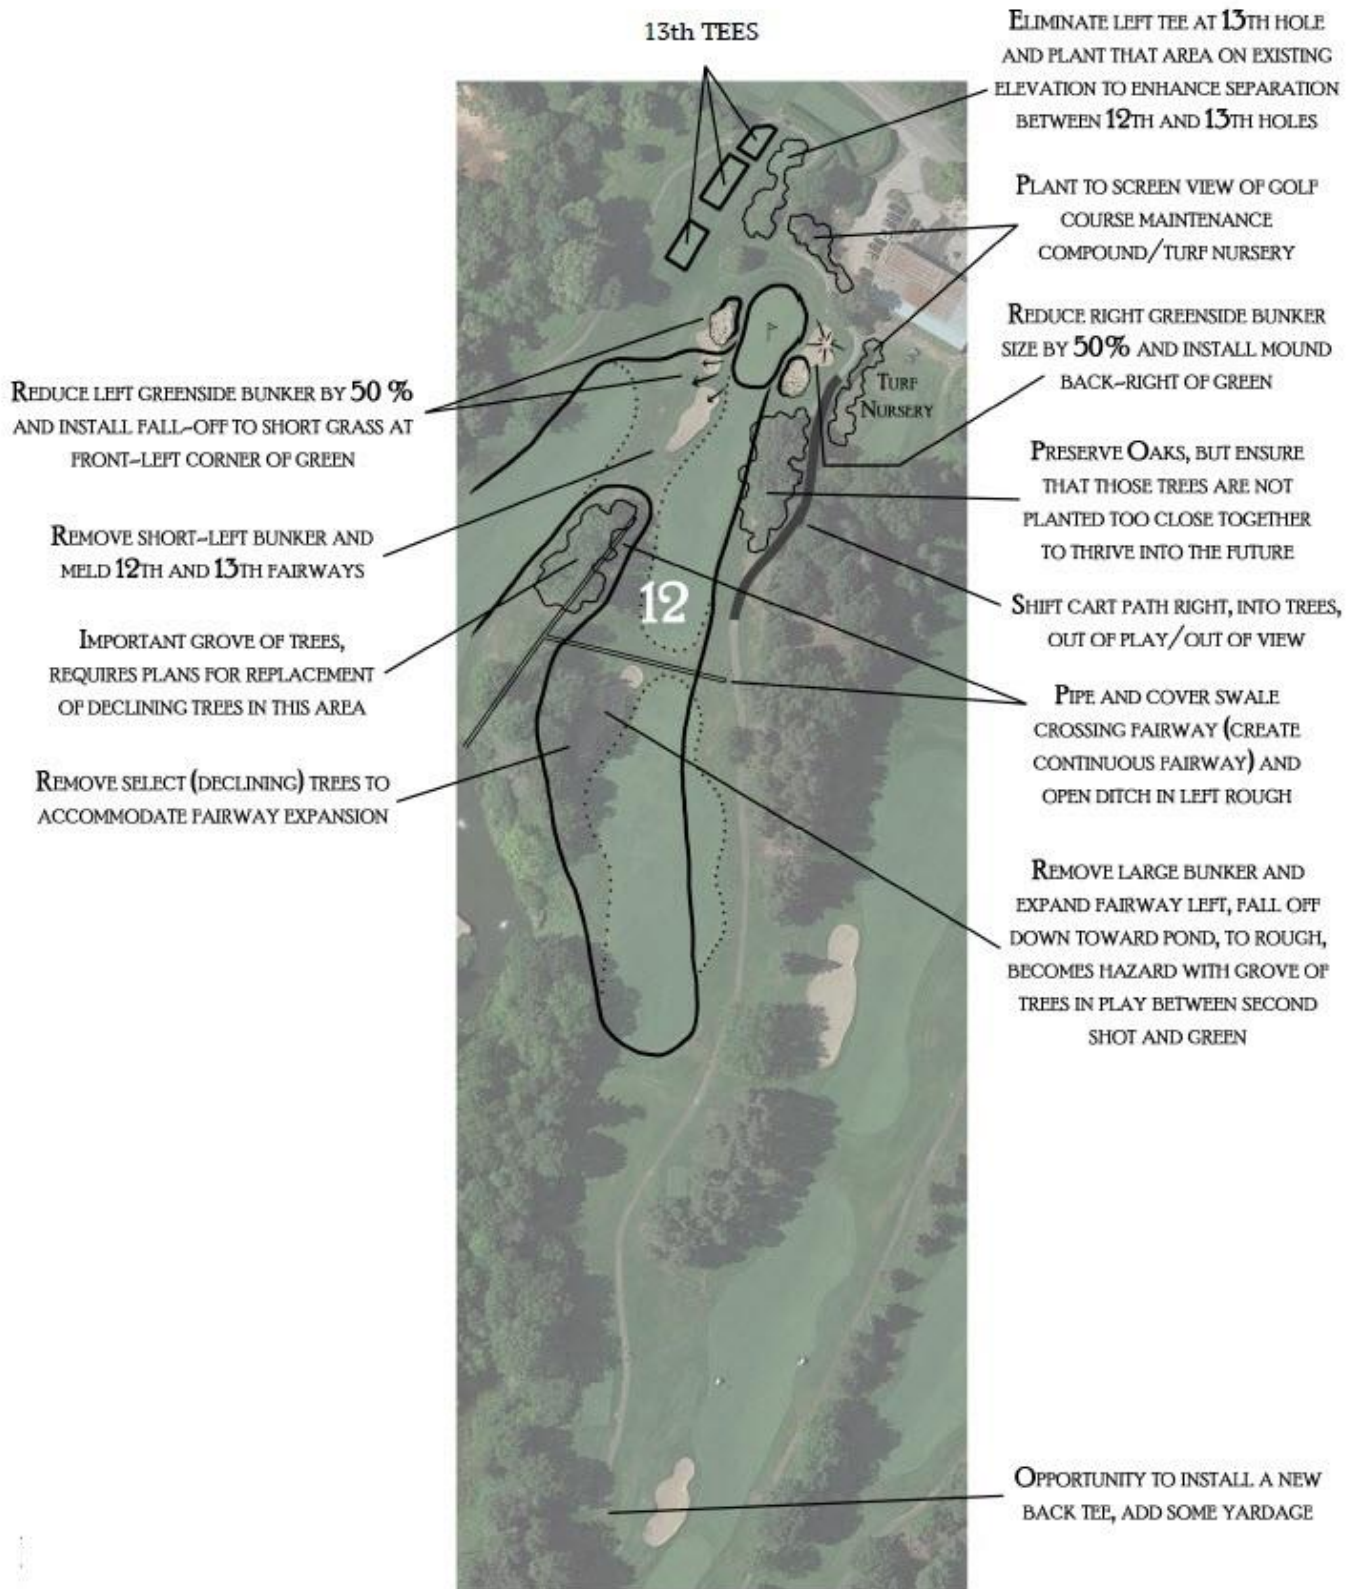 13th TEES
ELIMINATE LEFT TEE AT 13TH HOLE
AND PLANT THAT AREA ON EXISTING
ELEVATION TO ENHANCE SEPARATION
BETWEEN 12TH AND 13TH HOLES
PLANT TO SCREEN VIEW OF GOLF
COURSE MAINTENANCE
COMPOUND/TURF NURSERY
REDUCE RIGHT GREENSIDE BUNKER
SIZE BY 50% AND INSTALL MOUND
BACK-RIGHT OF GREEN
TURF
NURSERY
REDUCE LEFT GREENSIDE BUNKER BY 50 %
AND INSTALL FALL-OFF TO SHORT GRASS AT
FRONT-LEFT CORNER OF GREEN
PRESERVE OAKS, BUT ENSURE
THAT THOSE TREES ARE NOT
PLANTED TOO CLOSE TOGETHER
TO THRIVE INTO THE FUTURE
REMOVE SHORT-LEFT BUNKER AND
MELD 12TH AND 13TH FAIRWAYS
12
SHIFT CART PATH RIGHT, INTO TREES,
OUT OF PLAY/OUT OF VIEW
IMPORTANT GROVE OF TREES,
REQUIRES PLANS FOR REPLACEMENT
OF DECLINING TREES IN THIS AREA
PIPE AND COVER SWALE
CROSSING FAIRWAY (CREATE
CONTINUOUS FAIRWAY) AND
OPEN DITCH IN LEFT ROUGH
REMOVE SELECT (DECLINING) TREES TO
ACCOMMODATE FAIRWAY EXPANSION
REMOVE LARGE BUNKER AND
EXPAND FAIRWAY LEFT, FALL OFF
DOWN TOWARD POND, TO ROUGH,
BECOMES HAZARD WITH GROVE OF
TREES IN PLAY BETWEEN SECOND
SHOT AND GREEN
OPPORTUNITY TO INSTALL A NEW
BACK TEE, ADD SOME YARDAGE